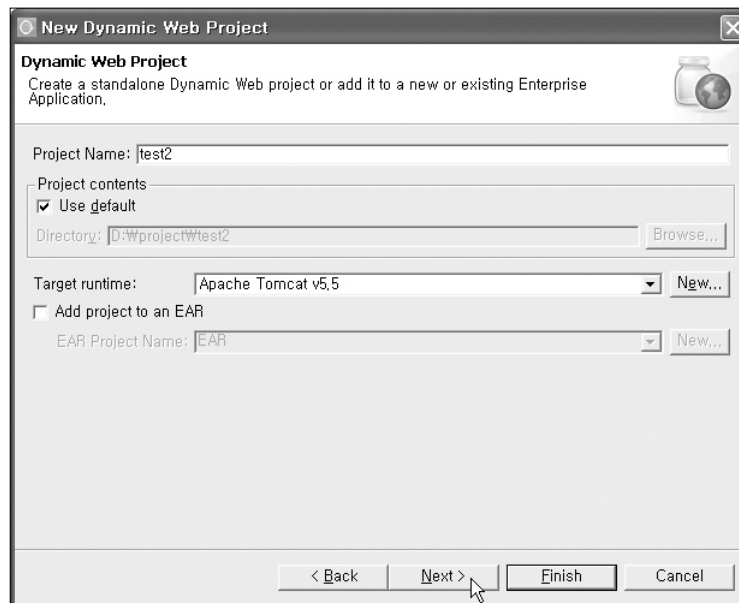 New Dynamic Web Project
Dynamic Web Project
Create a standalone Dynamic Web project or add it to a new or existing Enterprise
Application.
Project Name: test2
Project contents
Use default
Directory: D:₩project₩test2 Browse...
Target runtime: Apache Tomcat v5.5 New...
Add project to an EAR
EAR Project Name: EAR New...
< Back Next > Finish Cancel